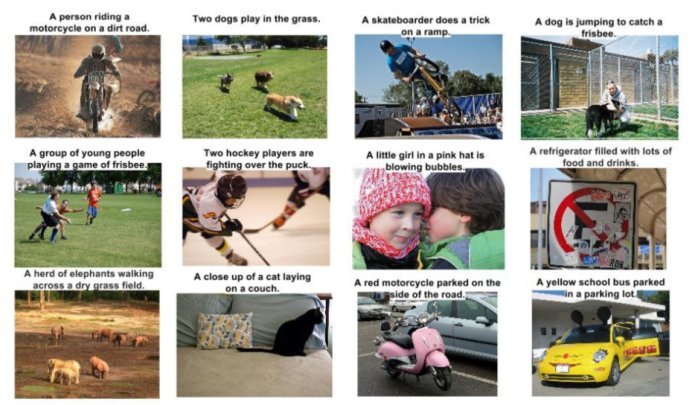 A person riding a
motorcycle on a dirt road.
Two dogs play in the grass.
A skateboarder does a trick
on a ramp.
A dog is jumping to catch a
frisbee.
A group of young people
playing a game of frisbee.
Two hockey players are
fighting over the puck.
A little girl in a pink hat is
blowing bubbles.
A refrigerator filled with lots of
food and drinks.
A herd of elephants walking
across a dry grass field.
A close up of a cat laying
on a couch.
A red motorcycle parked on the
side of the road.
A yellow school bus parked
in a parking lot.